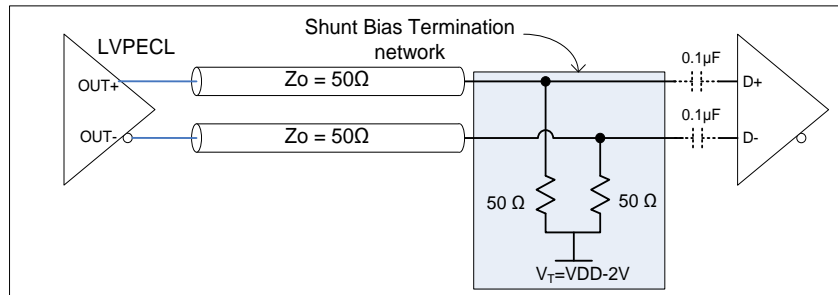 Shunt Bias Termination
network
LVPECL
OUT+
Zo = 50Ω
0.1µF
D+
OUT-
Zo = 50Ω
0.1µF
D-
50 Ω
50 Ω
VT=VDD-2V